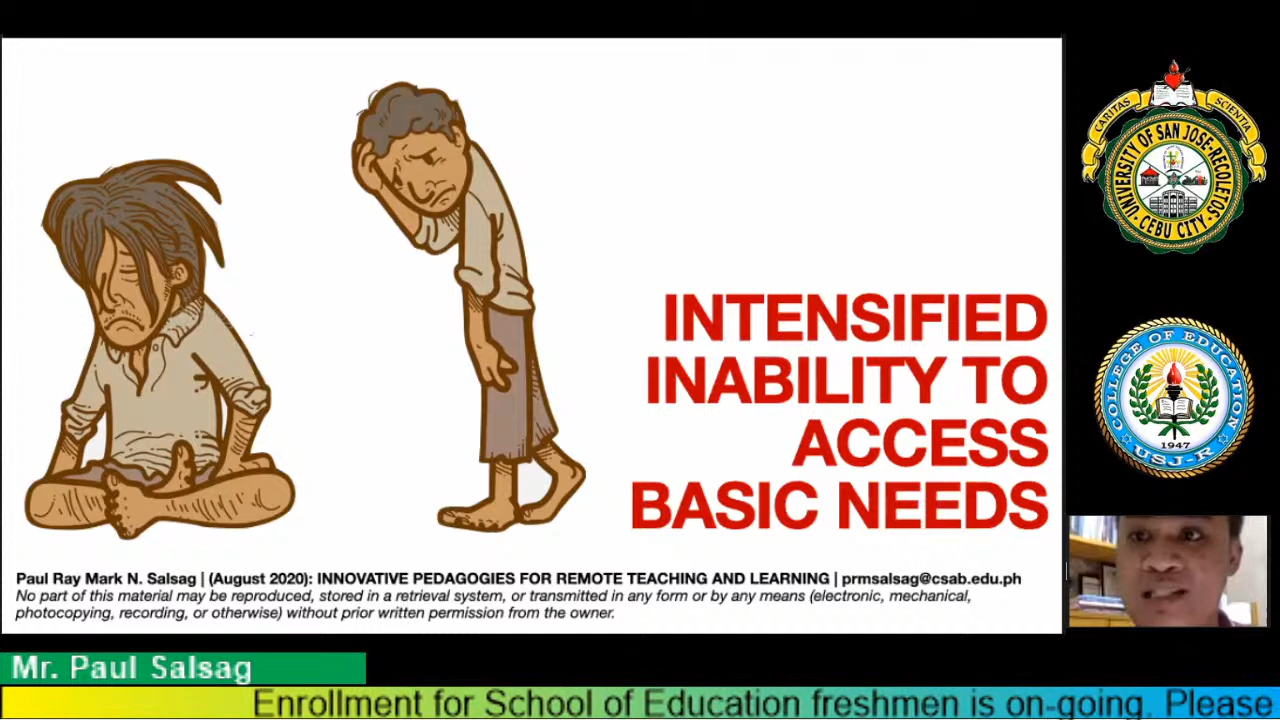 INTENSIFIED
INABILITY TO
ACCESS
BASIC NEEDS
Paul Ray Mark N. Salsag | (August 2020): INNOVATIVE PEDAGOGIES FOR REMOTE TEACHING AND LEARNING | prmsalsag@csab.edu.ph
No part of this material may be reproduced, stored in a retrieval system, or transmitted in any form or by any means (electronic, mechanical,
photocopying, recording, or otherwise) without prior written permission from the owner.
CARITAS
SCIENTIA
UNIVERSITY OF SAN JOSE-RECOLETOS
CEBU CITY
COLLEGE OF EDUCATION
1947
USJ-R
Mr. Paul Salsag
Enrollment for School of Education freshmen is on-going. Please